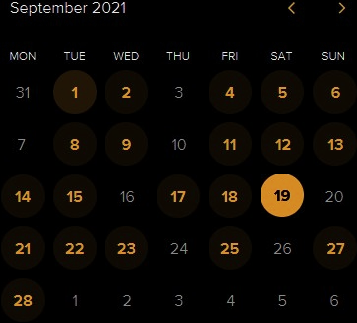 September 2021
MON TUE WED THU FRI SAT SUN
31 1 2 3 4 5 6
7 8 9 10 11 12 13
14 15 16 17 18 19 20
21 22 23 24 25 26 27
28 1 2 3 4 5 6